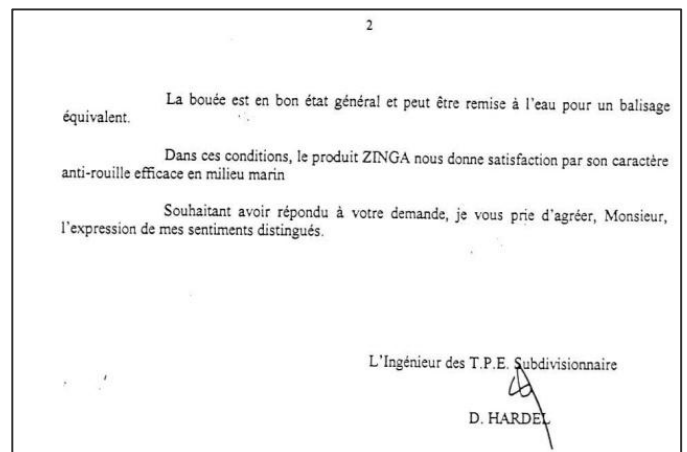 2
La bouée est en bon état général et peut être remise à l'eau pour un balisage
équivalent.
Dans ces conditions, le produit ZINGA nous donne satisfaction par son caractère
anti-rouille efficace en milieu marin
Souhaitant avoir répondu à votre demande, je vous prie d'agréer, Monsieur,
l'expression de mes sentiments distingués.
L'Ingénieur des T.P.E. Subdivisionnaire
D. HARDEL